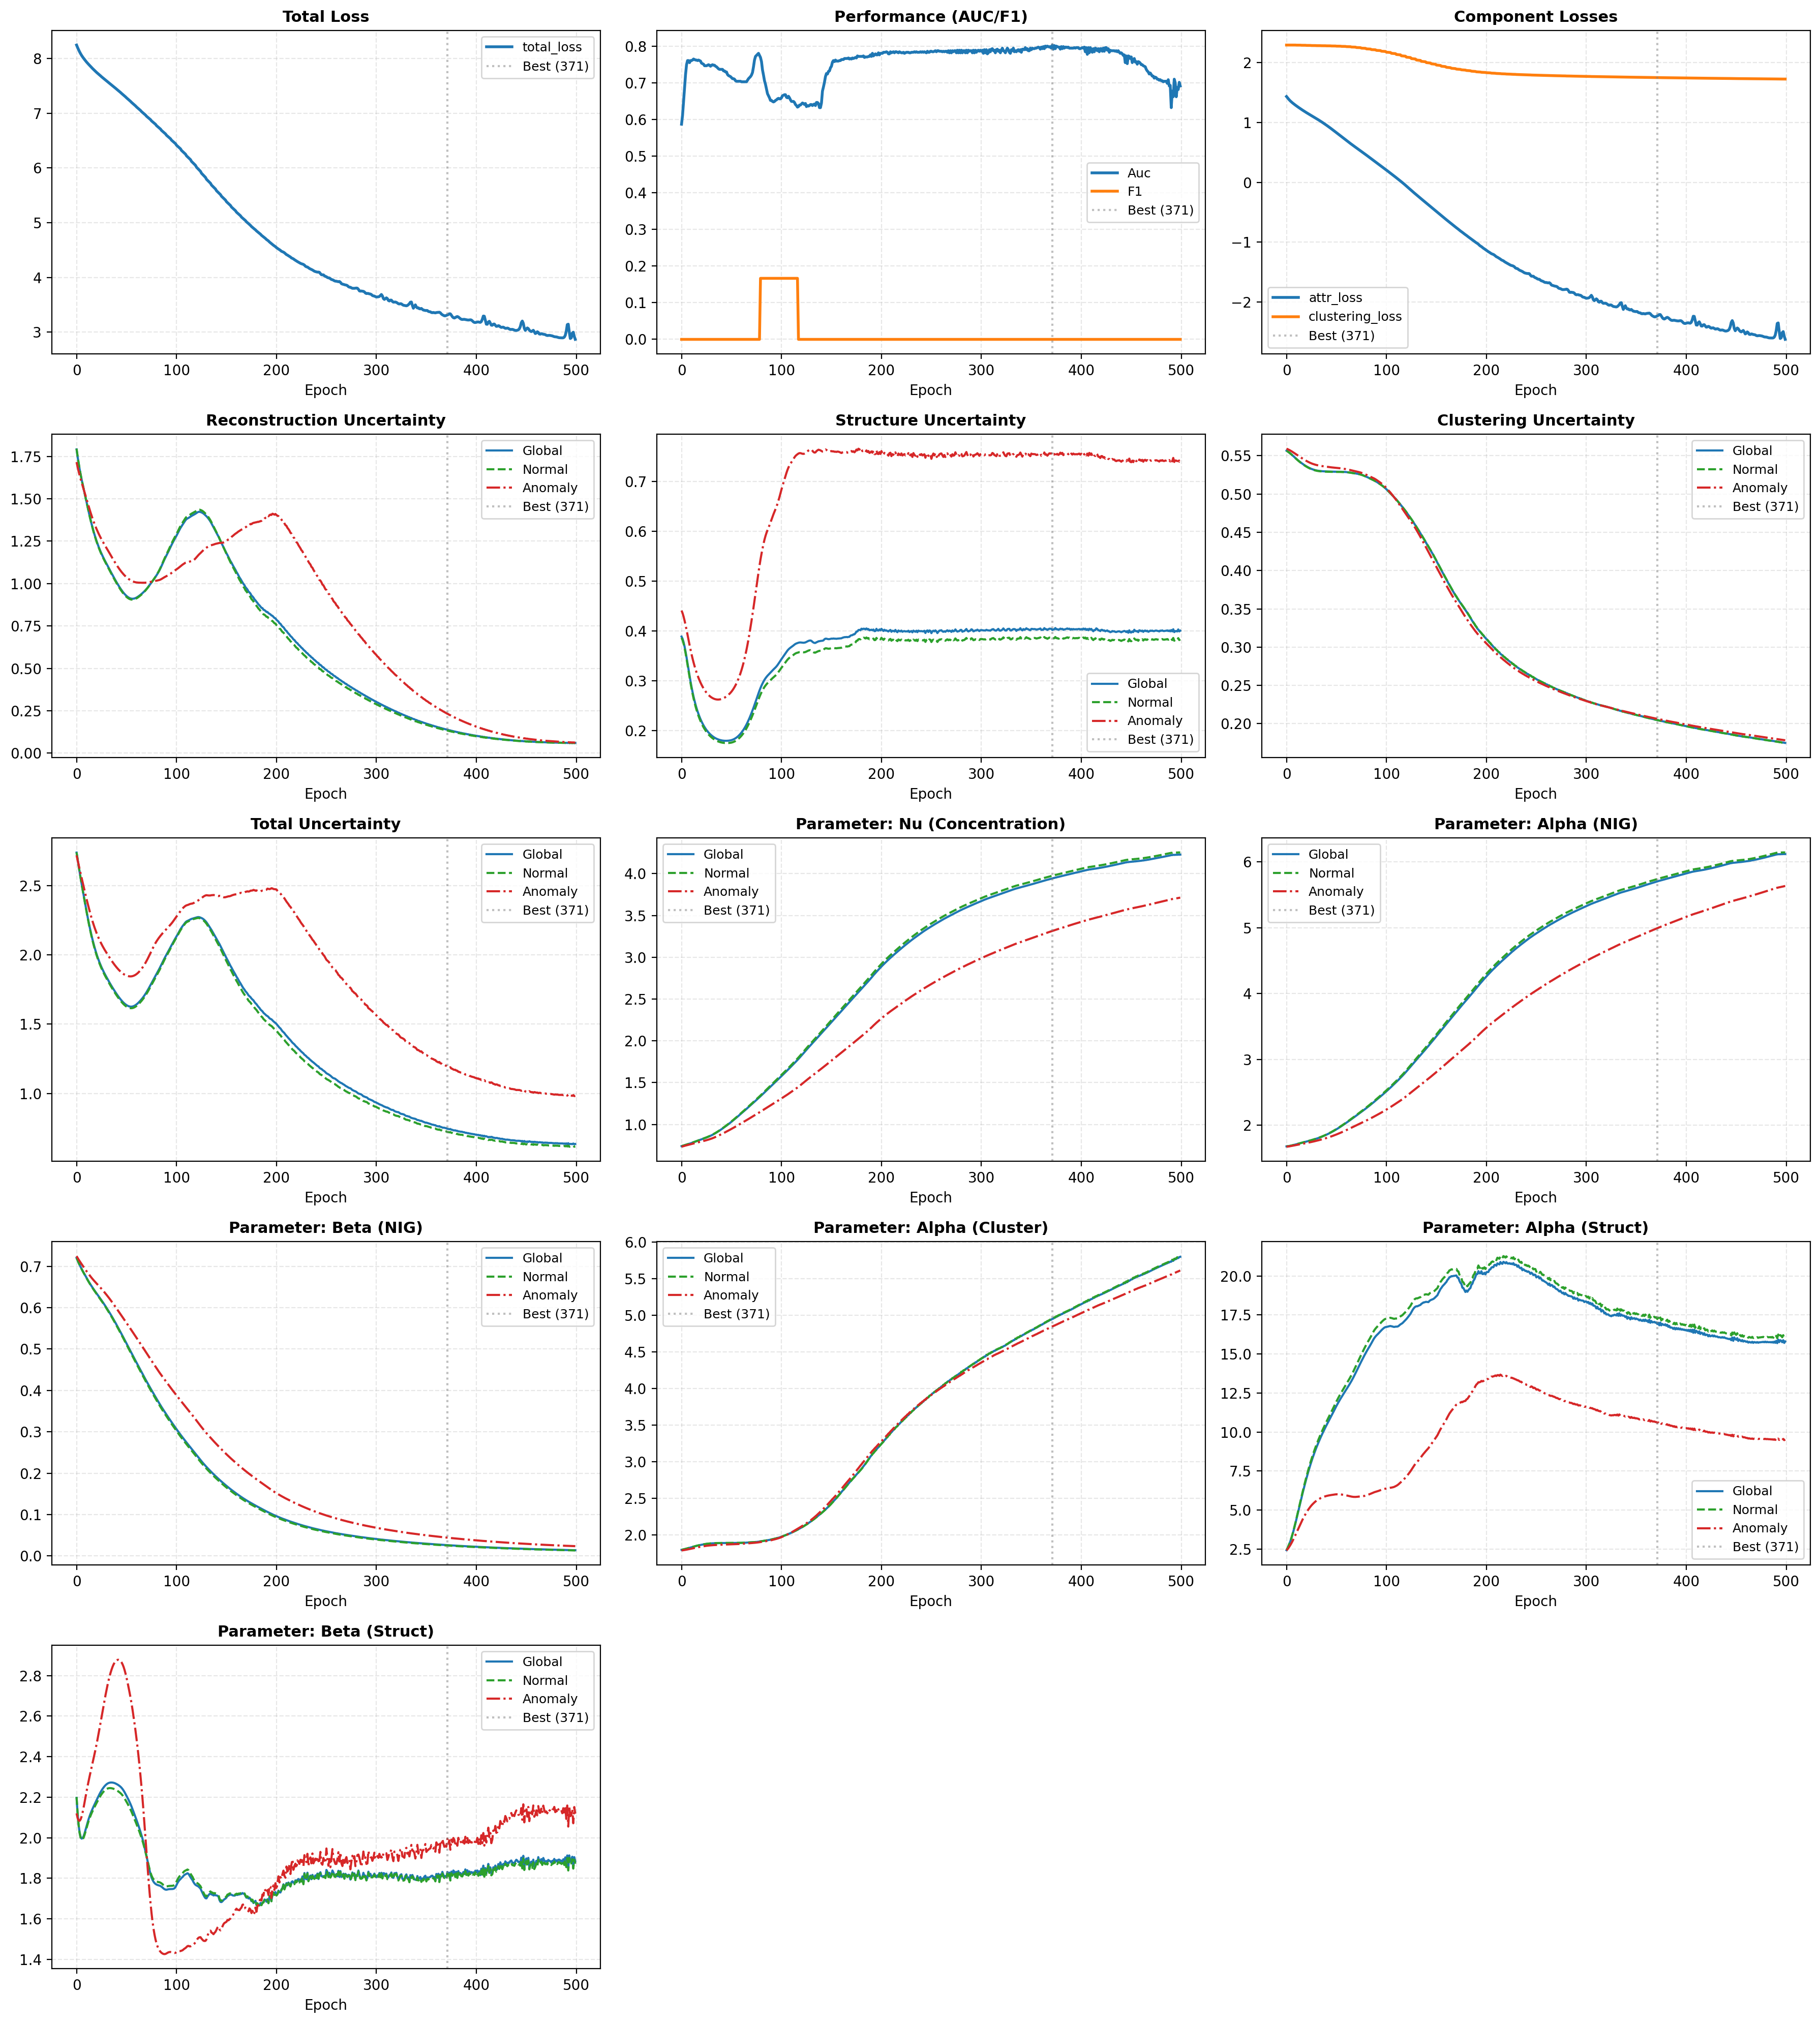 Total Loss
8
7
6
5
4
3
total_loss
Best (371)
0 100 200 300 400 500
Epoch
Performance (AUC/F1)
0.8
0.7
0.6
0.5
0.4
0.3
0.2
0.1
0.0
Auc
F1
Best (371)
0 100 200 300 400 500
Epoch
Component Losses
2
1
0
−1
−2
attr_loss
clustering_loss
Best (371)
0 100 200 300 400 500
Epoch
Reconstruction Uncertainty
1.75
1.50
1.25
1.00
0.75
0.50
0.25
0.00
Global
Normal
Anomaly
Best (371)
0 100 200 300 400 500
Epoch
Structure Uncertainty
0.7
0.6
0.5
0.4
0.3
0.2
Global
Normal
Anomaly
Best (371)
0 100 200 300 400 500
Epoch
Clustering Uncertainty
0.55
0.50
0.45
0.40
0.35
0.30
0.25
0.20
Global
Normal
Anomaly
Best (371)
0 100 200 300 400 500
Epoch
Total Uncertainty
2.5
2.0
1.5
1.0
Global
Normal
Anomaly
Best (371)
0 100 200 300 400 500
Epoch
Parameter: Nu (Concentration)
4.0
3.5
3.0
2.5
2.0
1.5
1.0
Global
Normal
Anomaly
Best (371)
0 100 200 300 400 500
Epoch
Parameter: Alpha (NIG)
6
5
4
3
2
Global
Normal
Anomaly
Best (371)
0 100 200 300 400 500
Epoch
Parameter: Beta (NIG)
0.7
0.6
0.5
0.4
0.3
0.2
0.1
0.0
Global
Normal
Anomaly
Best (371)
0 100 200 300 400 500
Epoch
Parameter: Alpha (Cluster)
6.0
5.5
5.0
4.5
4.0
3.5
3.0
2.5
2.0
Global
Normal
Anomaly
Best (371)
0 100 200 300 400 500
Epoch
Parameter: Alpha (Struct)
20.0
17.5
15.0
12.5
10.0
7.5
5.0
2.5
Global
Normal
Anomaly
Best (371)
0 100 200 300 400 500
Epoch
Parameter: Beta (Struct)
2.8
2.6
2.4
2.2
2.0
1.8
1.6
1.4
Global
Normal
Anomaly
Best (371)
0 100 200 300 400 500
Epoch